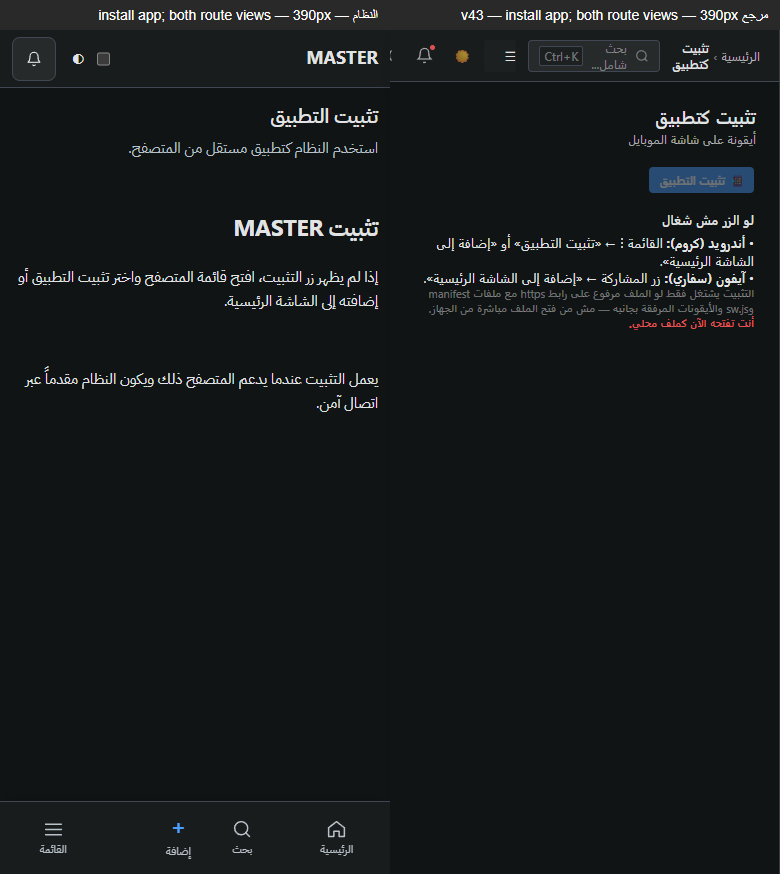 مرجع v43 — install app; both route views — 390px
الرئيسية › تثبيت كتطبيق
بحث شامل...
Ctrl+K
تثبيت كتطبيق
أيقونة على شاشة الموبايل
تثبيت التطبيق
لو الزر مش شغال
• أندرويد (كروم): القائمة ⋮ ← «تثبيت التطبيق» أو «إضافة إلى
الشاشة الرئيسية».
• آيفون (سفاري): زر المشاركة ← «إضافة إلى الشاشة الرئيسية».
التثبيت يشتغل فقط لو الملف مرفوع على رابط https مع ملفات manifest
وsw.js والأيقونات المرفقة بجانبه — مش من فتح الملف مباشرة من الجهاز.
أنت تفتحه الآن كملف محلي.
النظام — install app; both route views — 390px
MASTER
تثبيت التطبيق
استخدم النظام كتطبيق مستقل من المتصفح.
تثبيت MASTER
إذا لم يظهر زر التثبيت، افتح قائمة المتصفح واختر تثبيت التطبيق أو
إضافته إلى الشاشة الرئيسية.
يعمل التثبيت عندما يدعم المتصفح ذلك ويكون النظام مقدماً عبر
اتصال آمن.
الرئيسية
بحث
إضافة
القائمة